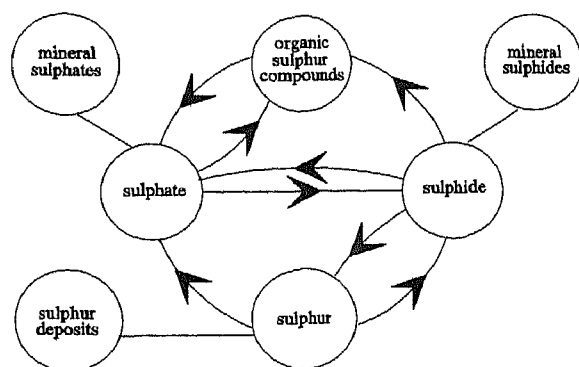 mineral
sulphates
organic
sulphur
compounds
mineral
sulphides
sulphate
sulphide
sulphur
deposits
sulphur